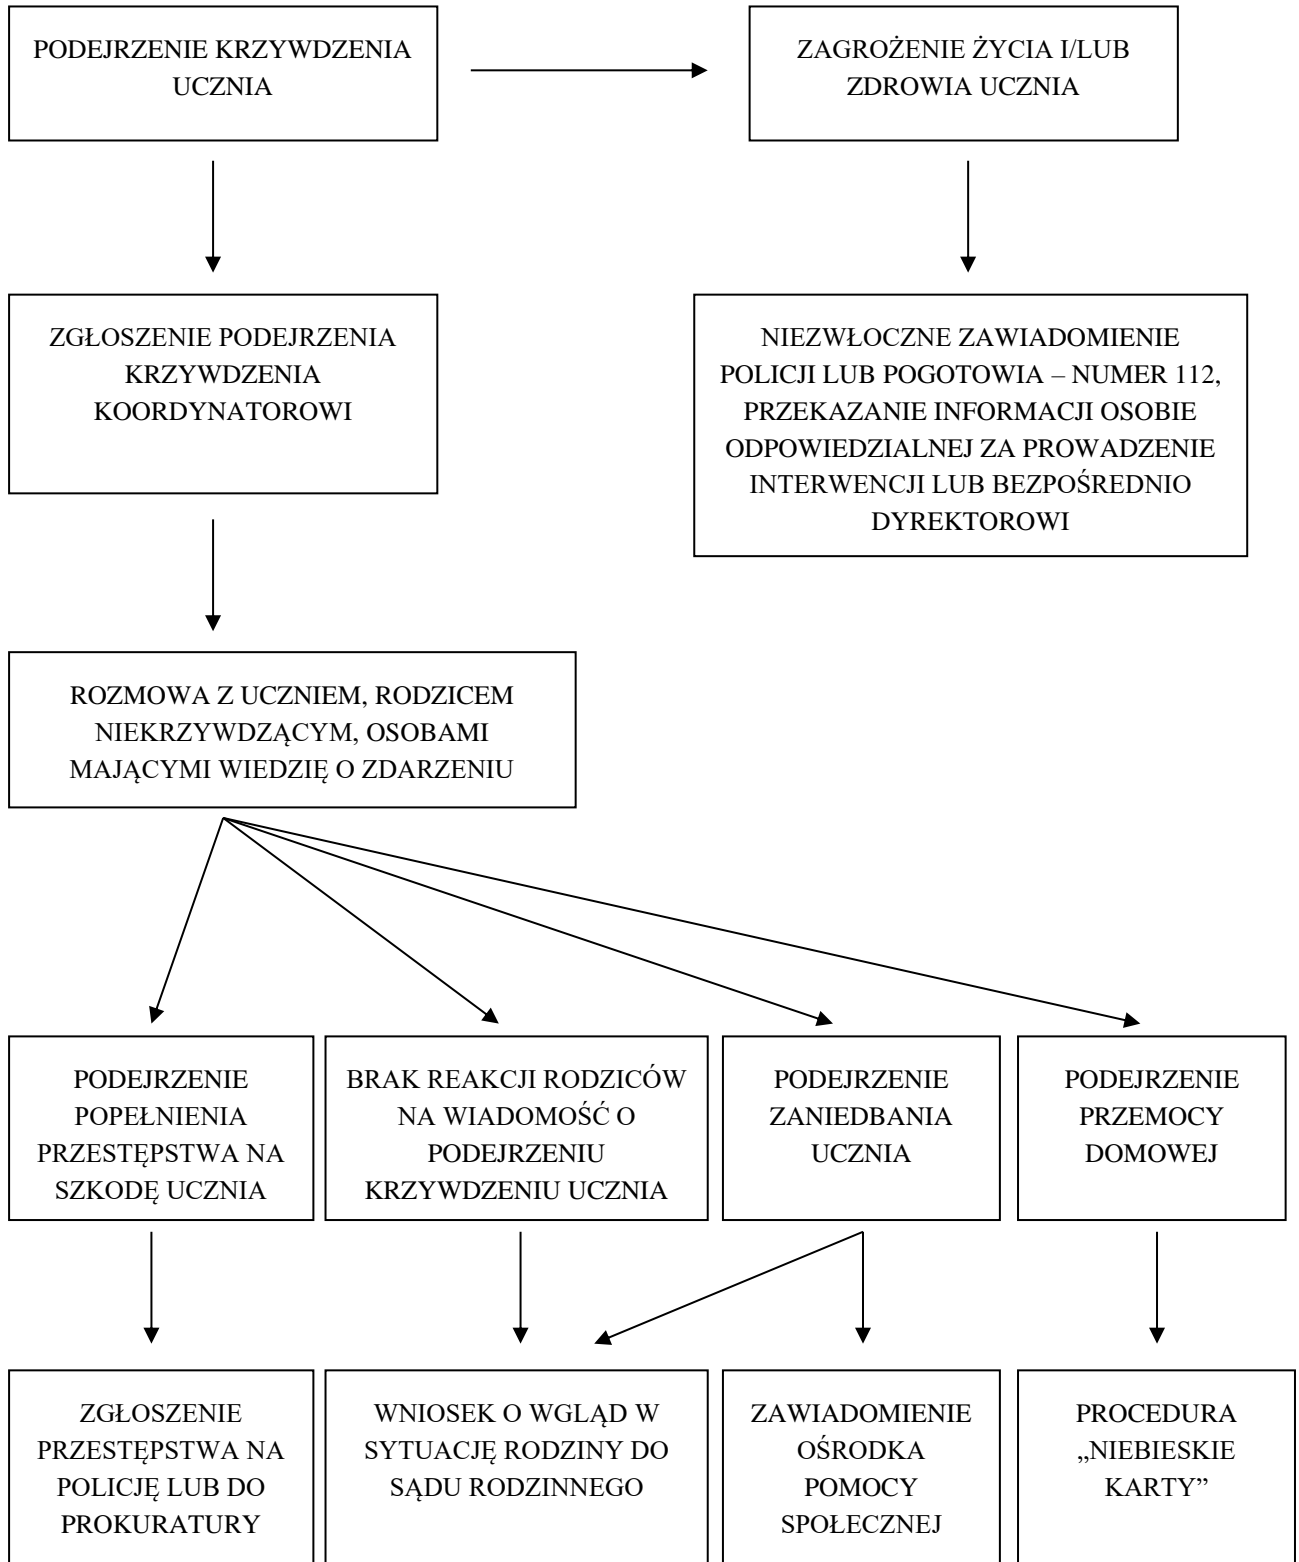 PODEJRZENIE KRZYWDZENIA
UCZNIA
ZAGROŻENIE ŻYCIA I/LUB
ZDROWIA UCZNIA
ZGŁOSZENIE PODEJRZENIA
KRZYWDZENIA
KOORDYNATOROWI
NIEZWŁOCZNE ZAWIADOMIENIE
POLICJI LUB POGOTOWIA – NUMER 112,
PRZEKAZANIE INFORMACJI OSOBIE
ODPOWIEDZIALNEJ ZA PROWADZENIE
INTERWENCJI LUB BEZPOŚREDNIO
DYREKTOROWI
ROZMOWA Z UCZNIEM, RODZICEM
NIEKRZYWDZĄCYM, OSOBAMI
MAJĄCYMI WIEDZIĘ O ZDARZENIU
PODEJRZENIE
POPEŁNIENIA
PRZESTĘPSTWA NA
SZKODĘ UCZNIA
BRAK REAKCJI RODZICÓW
NA WIADOMOŚĆ O
PODEJRZENIU
KRZYWDZENIU UCZNIA
PODEJRZENIE
ZANIEDBANIA
UCZNIA
PODEJRZENIE
PRZEMOCY
DOMOWEJ
ZGŁOSZENIE
PRZESTĘPSTWA NA
POLICJĘ LUB DO
PROKURATURY
WNIOSEK O WGLĄD W
SYTUACJĘ RODZINY DO
SĄDU RODZINNEGO
ZAWIADOMIENIE
OŚRODKA
POMOCY
SPOŁECZNEJ
PROCEDURA
„NIEBIESKIE
KARTY”